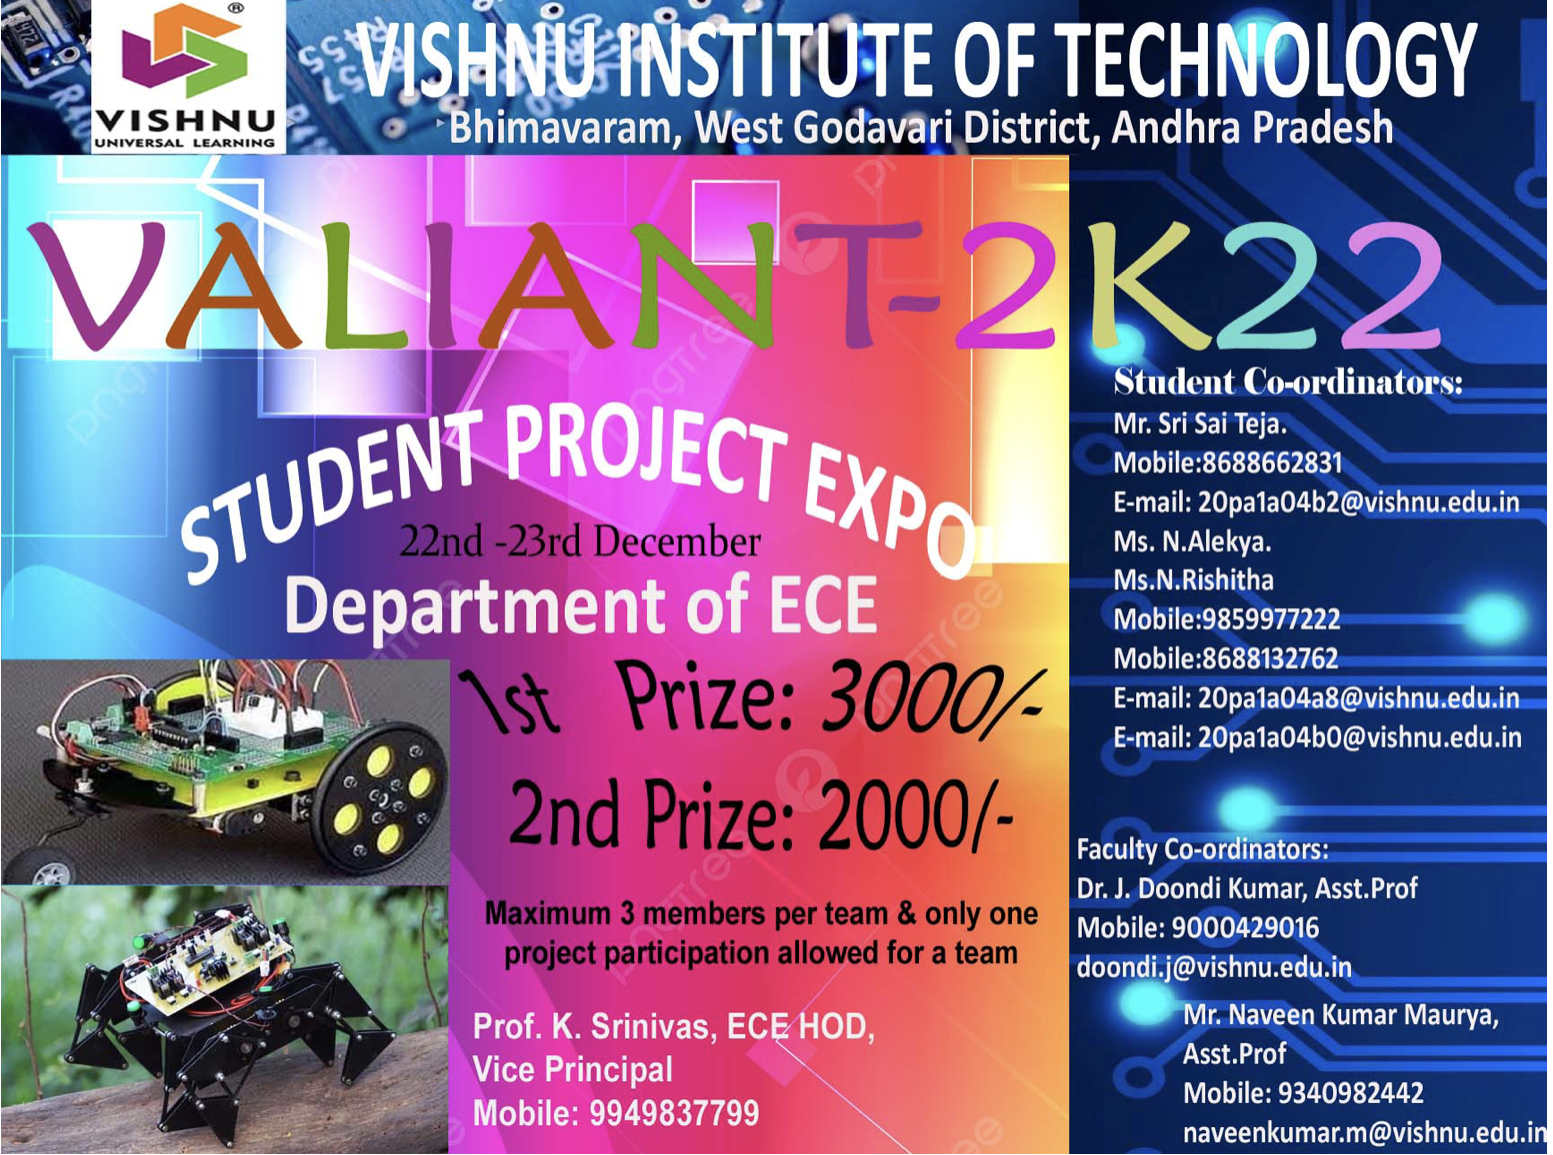 VISHNU
UNIVERSAL LEARNING
®
VISHNU INSTITUTE OF TECHNOLOGY
Bhimavaram, West Godavari District, Andhra Pradesh
VALIANT-2K22
STUDENT PROJECT EXPO
22nd -23rd December
Department of ECE
1st Prize: 3000/-
2nd Prize: 2000/-
Maximum 3 members per team & only one
project participation allowed for a team
Prof. K. Srinivas, ECE HOD,
Vice Principal
Mobile: 9949837799
Student Co-ordinators:
Mr. Sri Sai Teja.
Mobile:8688662831
E-mail: 20pa1a04b2@vishnu.edu.in
Ms. N.Alekya.
Ms.N.Rishitha
Mobile:9859977222
Mobile:8688132762
E-mail: 20pa1a04a8@vishnu.edu.in
E-mail: 20pa1a04b0@vishnu.edu.in
Faculty Co-ordinators:
Dr. J. Doondi Kumar, Asst.Prof
Mobile: 9000429016
doondi.j@vishnu.edu.in
Mr. Naveen Kumar Maurya,
Asst.Prof
Mobile: 9340982442
naveenkumar.m@vishnu.edu.in